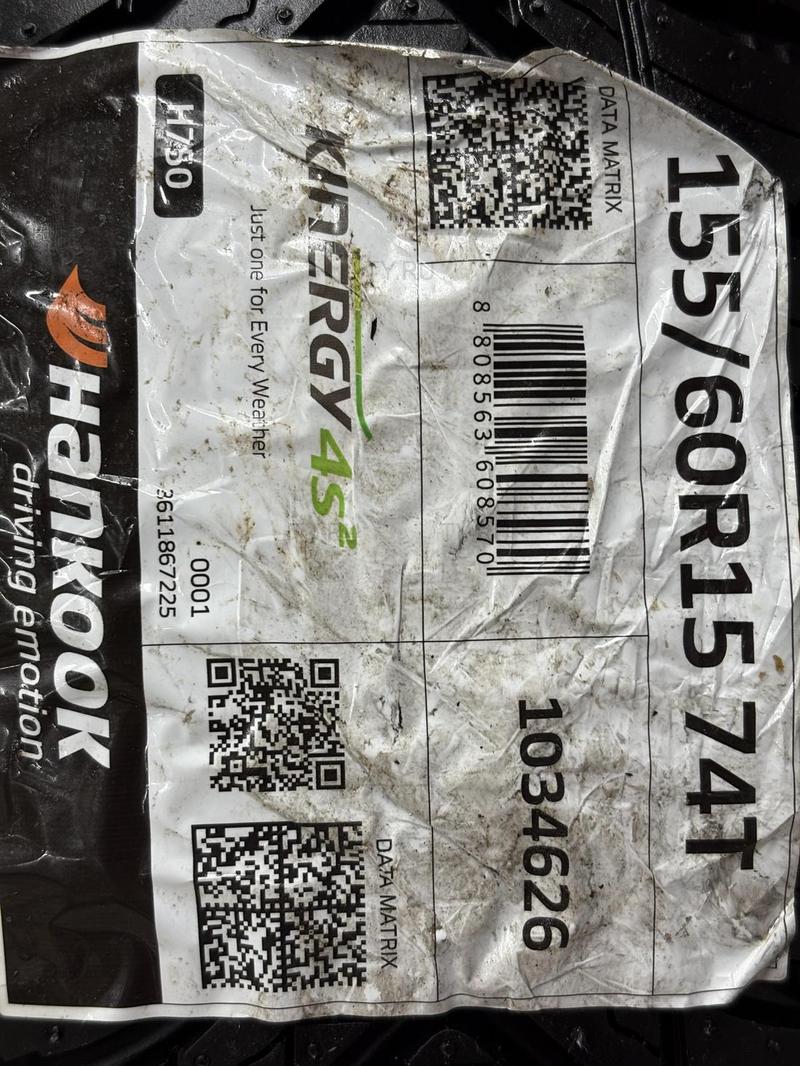 155/60R15 74T
DATA MATRIX
8 808563 608570
1034626
KINERGY 4S²
Just one for Every Weather
H750
0001
3611867225
DATA MATRIX
Hankook
driving emotion